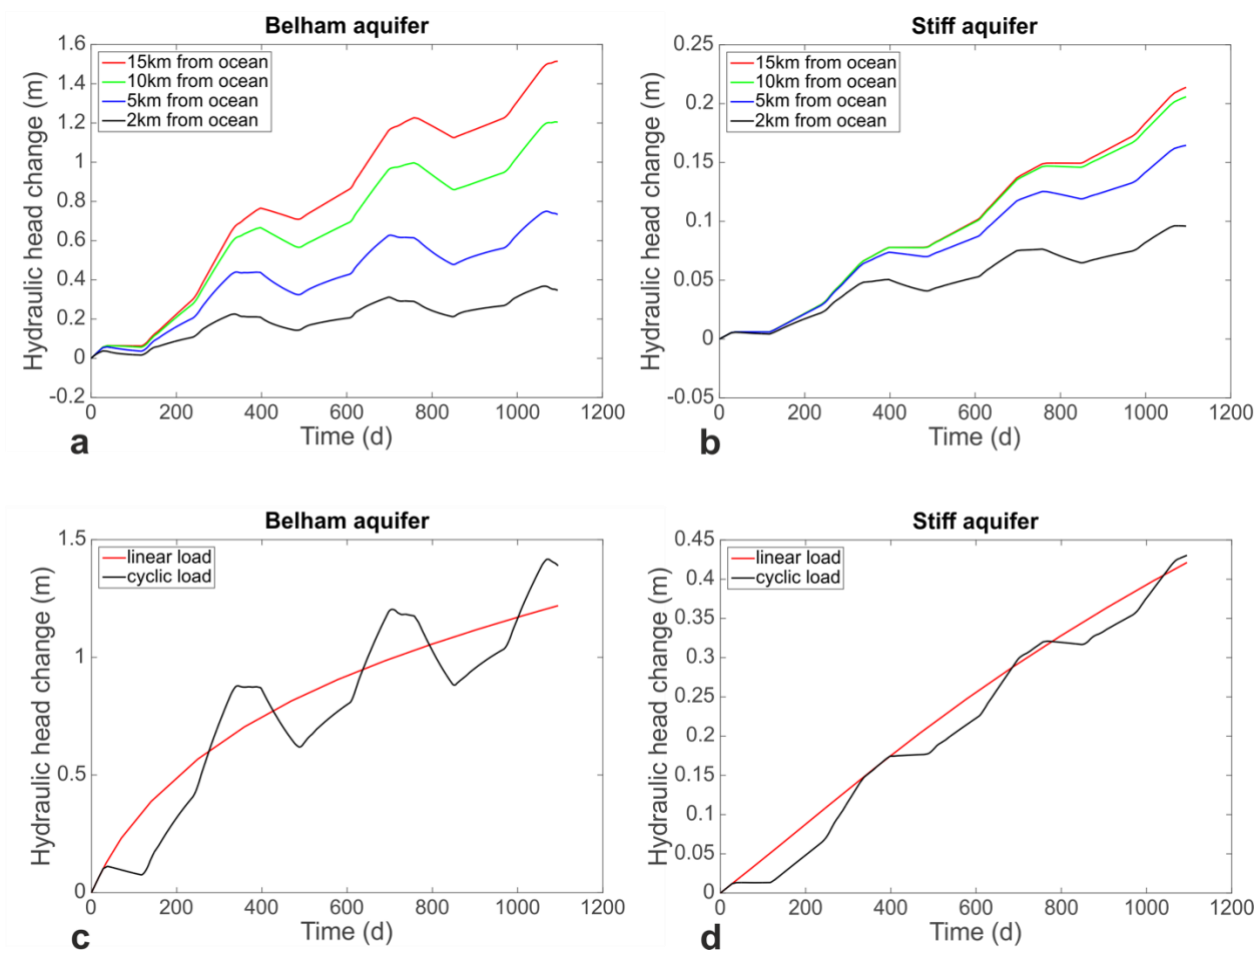 Belham aquifer
1.6
1.4
1.2
1
0.8
0.6
0.4
0.2
0
-0.2
Hydraulic head change (m)
15km from ocean
10km from ocean
5km from ocean
2km from ocean
0 200 400 600 800 1000 1200
Time (d)
a
Stiff aquifer
0.25
0.2
0.15
0.1
0.05
0
-0.05
Hydraulic head change (m)
15km from ocean
10km from ocean
5km from ocean
2km from ocean
0 200 400 600 800 1000 1200
Time (d)
b
Belham aquifer
1.5
1
0.5
0
Hydraulic head change (m)
linear load
cyclic load
0 200 400 600 800 1000 1200
Time (d)
c
Stiff aquifer
0.45
0.4
0.35
0.3
0.25
0.2
0.15
0.1
0.05
0
Hydraulic head change (m)
linear load
cyclic load
0 200 400 600 800 1000 1200
Time (d)
d